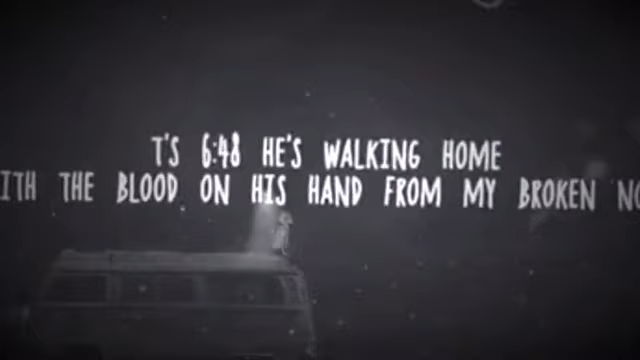 T'S 6:48 HE'S WALKING HOME
ITH THE BLOOD ON HIS HAND FROM MY BROKEN NO